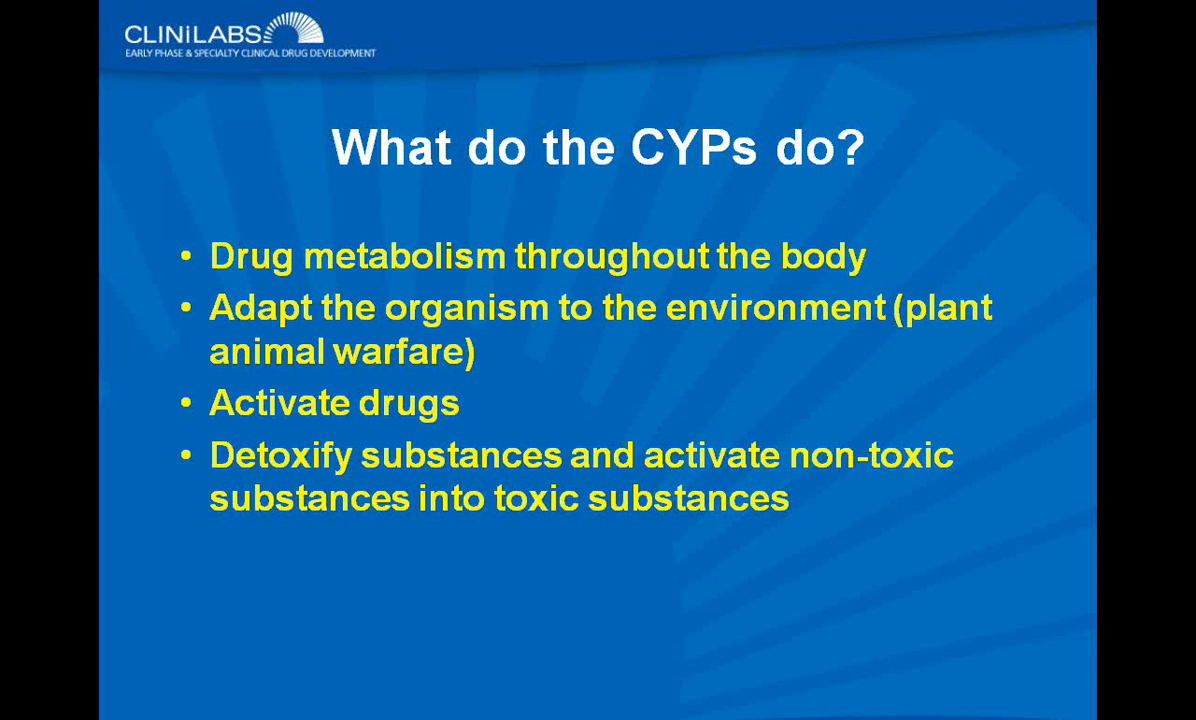 CLINiLABS
EARLY PHASE & SPECIALTY CLINICAL DRUG DEVELOPMENT
What do the CYPs do?
• Drug metabolism throughout the body
• Adapt the organism to the environment (plant
animal warfare)
• Activate drugs
• Detoxify substances and activate non-toxic
substances into toxic substances